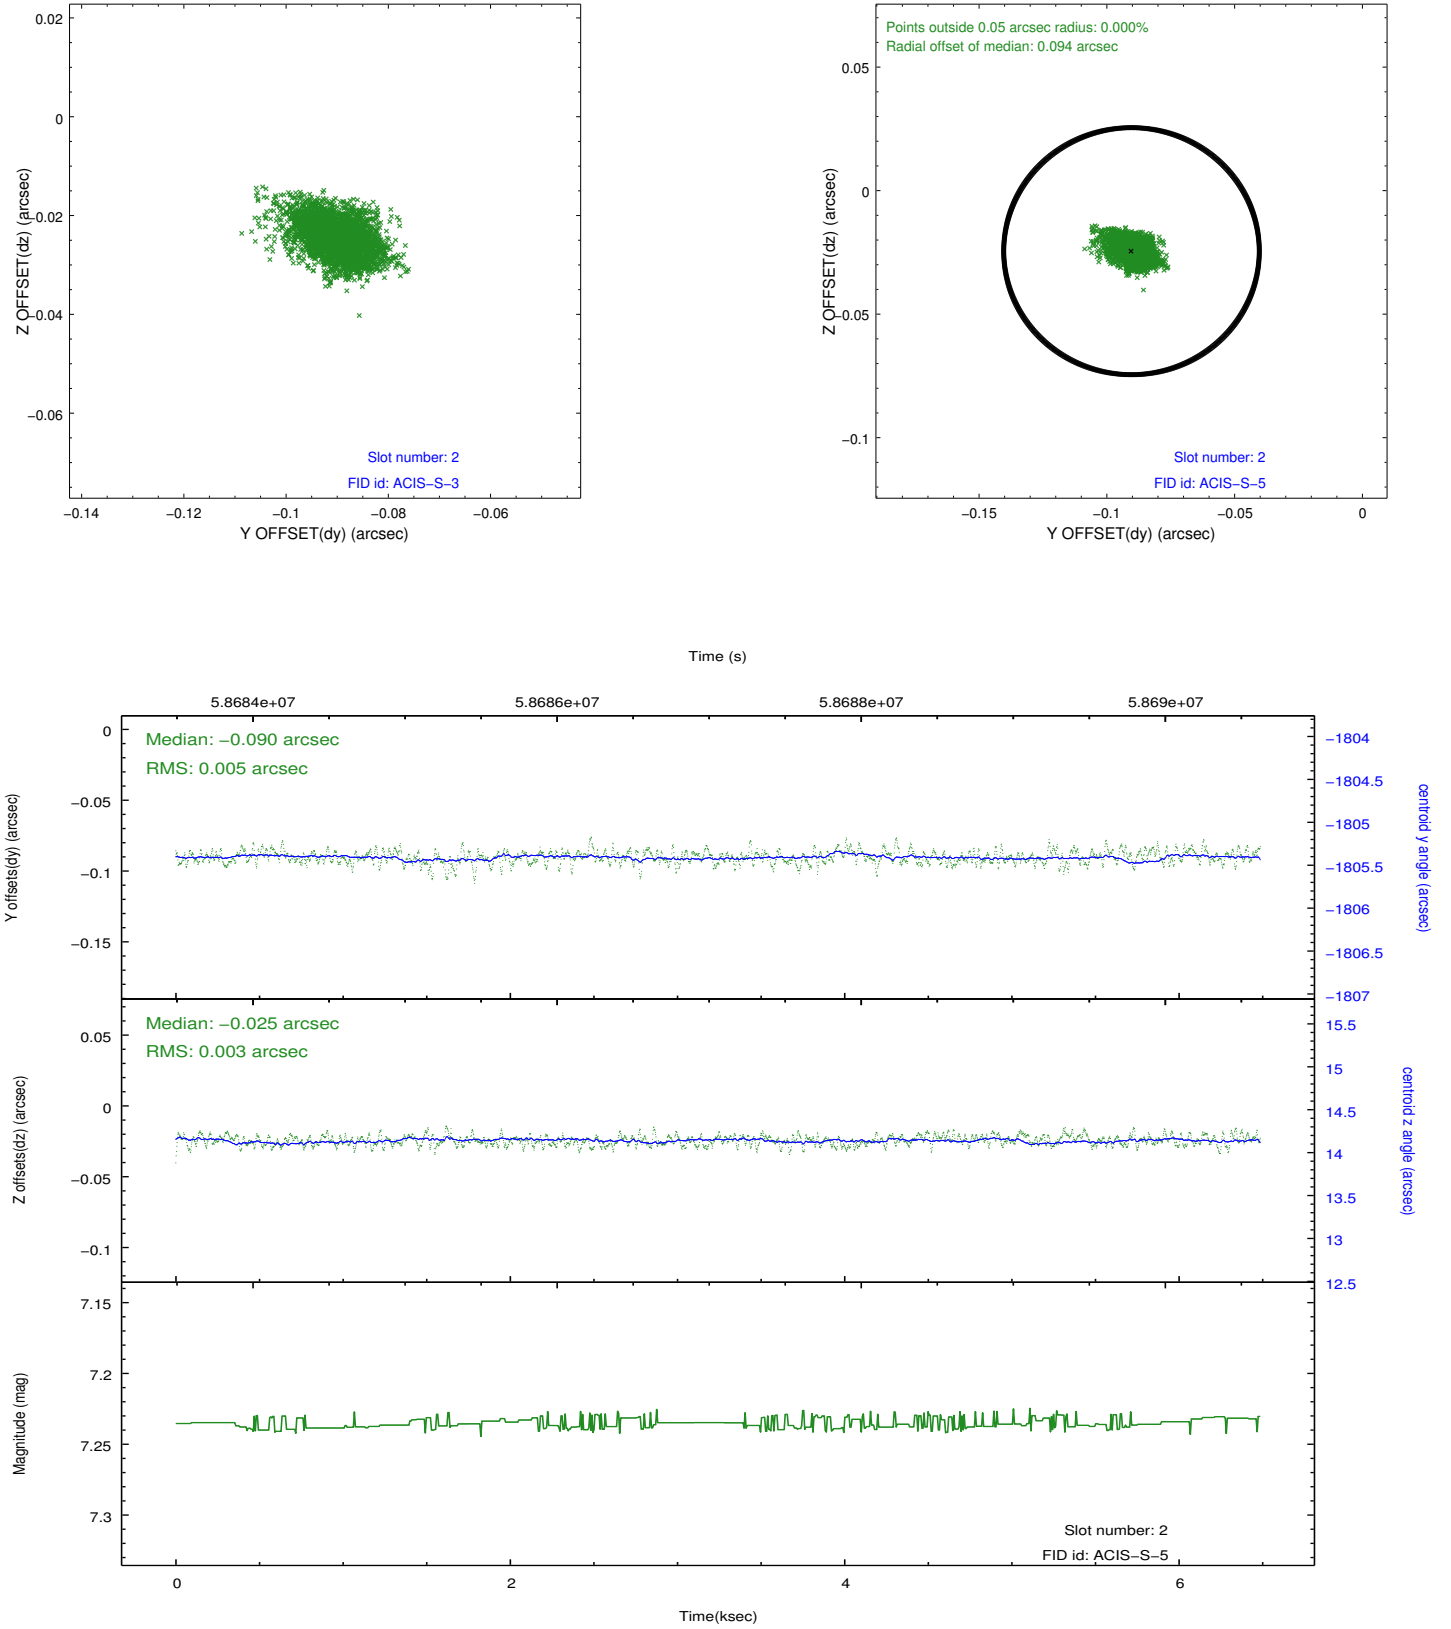 0.02
0
−0.02
−0.04
−0.06
Z OFFSET(dz) (arcsec)
Slot number: 2
FID id: ACIS−S−3
−0.14
−0.12
−0.1
−0.08
−0.06
Y OFFSET(dy) (arcsec)
Points outside 0.05 arcsec radius: 0.000%
Radial offset of median: 0.094 arcsec
0.05
0
−0.05
−0.1
Z OFFSET(dz) (arcsec)
Slot number: 2
FID id: ACIS−S−5
−0.15
−0.1
−0.05
0
Y OFFSET(dy) (arcsec)
Time (s)
5.8684e+07
5.8686e+07
5.8688e+07
5.869e+07
Median: −0.090 arcsec
RMS: 0.005 arcsec
0
−0.05
−0.1
−0.15
Y offsets(dy) (arcsec)
−1804
−1804.5
−1805
−1805.5
−1806
−1806.5
−1807
centroid y angle (arcsec)
Median: −0.025 arcsec
RMS: 0.003 arcsec
0.05
0
−0.05
−0.1
Z offsets(dz) (arcsec)
15.5
15
14.5
14
13.5
13
12.5
centroid z angle (arcsec)
7.15
7.2
7.25
7.3
Magnitude (mag)
Slot number: 2
FID id: ACIS−S−5
0
2
4
6
Time(ksec)